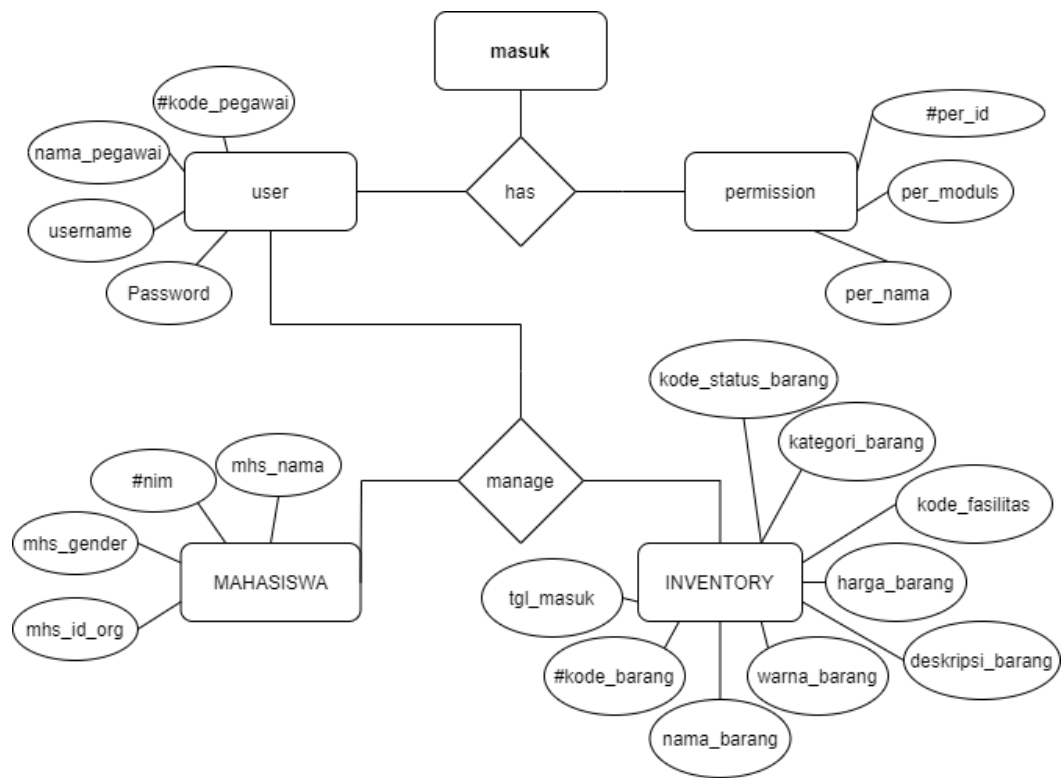 masuk
#kode_pegawai
nama_pegawai
username
Password
user
has
permission
#per_id
per_moduls
per_nama
manage
#nim
mhs_nama
mhs_gender
mhs_id_org
MAHASISWA
kode_status_barang
kategori_barang
kode_fasilitas
INVENTORY
harga_barang
tgl_masuk
deskripsi_barang
#kode_barang
warna_barang
nama_barang